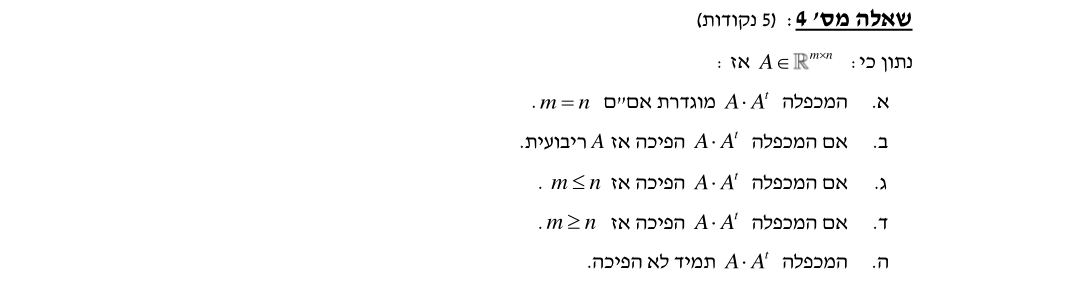 שאלה מס' 4 : (5 נקודות)
נתון כי : A ∈ ℝ^{m×n} אז :
א. המכפלה A · A^t מוגדרת אם"ם m = n .
ב. אם המכפלה A · A^t הפיכה אז A ריבועית.
ג. אם המכפלה A · A^t הפיכה אז m ≤ n .
ד. אם המכפלה A · A^t הפיכה אז m ≥ n .
ה. המכפלה A · A^t תמיד לא הפיכה.